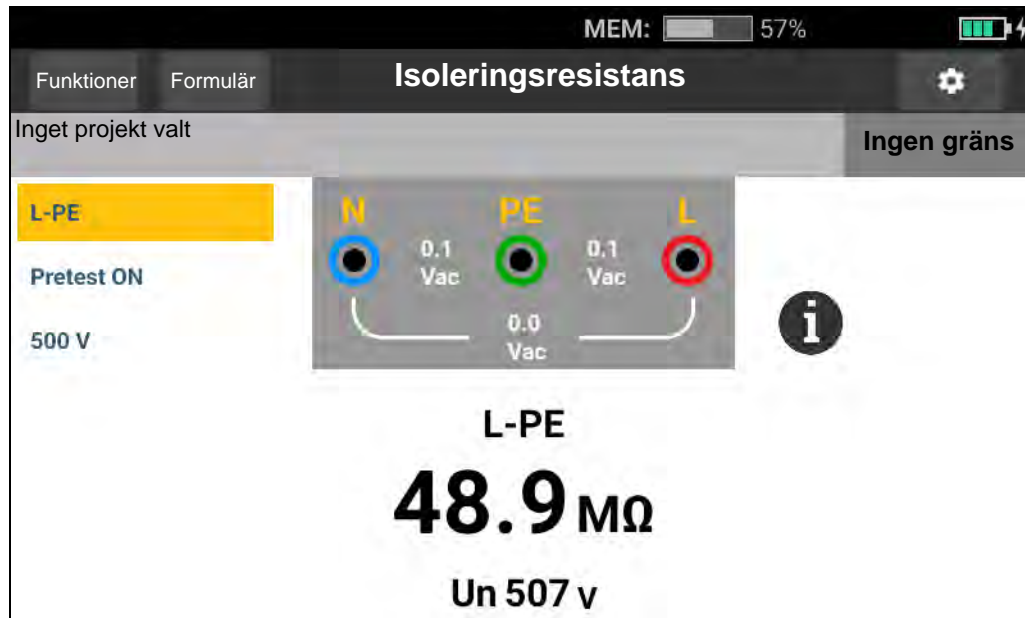 MEM: 57%
Funktioner Formulär Isoleringsresistans
Inget projekt valt
Ingen gräns
L-PE
N PE L
0.1 Vac
0.1 Vac
Pretest ON
0.0 Vac
500 V
i
L-PE
48.9 MΩ
Un 507 V